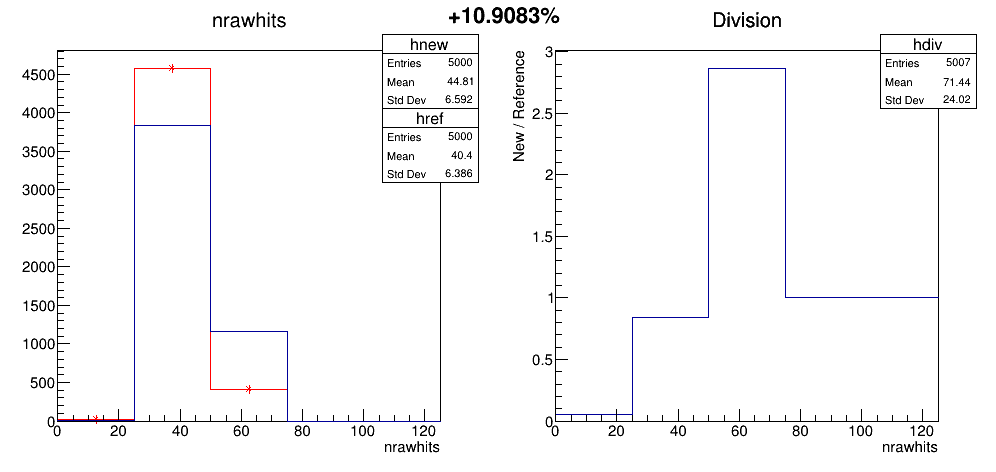 +10.9083%
nrawhits
hnew
Entries 5000
Mean 44.81
Std Dev 6.592
href
Entries 5000
Mean 40.4
Std Dev 6.386
4500
4000
3500
3000
2500
2000
1500
1000
500
0
0 20 40 60 80 100 120
nrawhits
Division
hdiv
Entries 5007
Mean 71.44
Std Dev 24.02
New / Reference
3
2.5
2
1.5
1
0.5
0
0 20 40 60 80 100 120
nrawhits